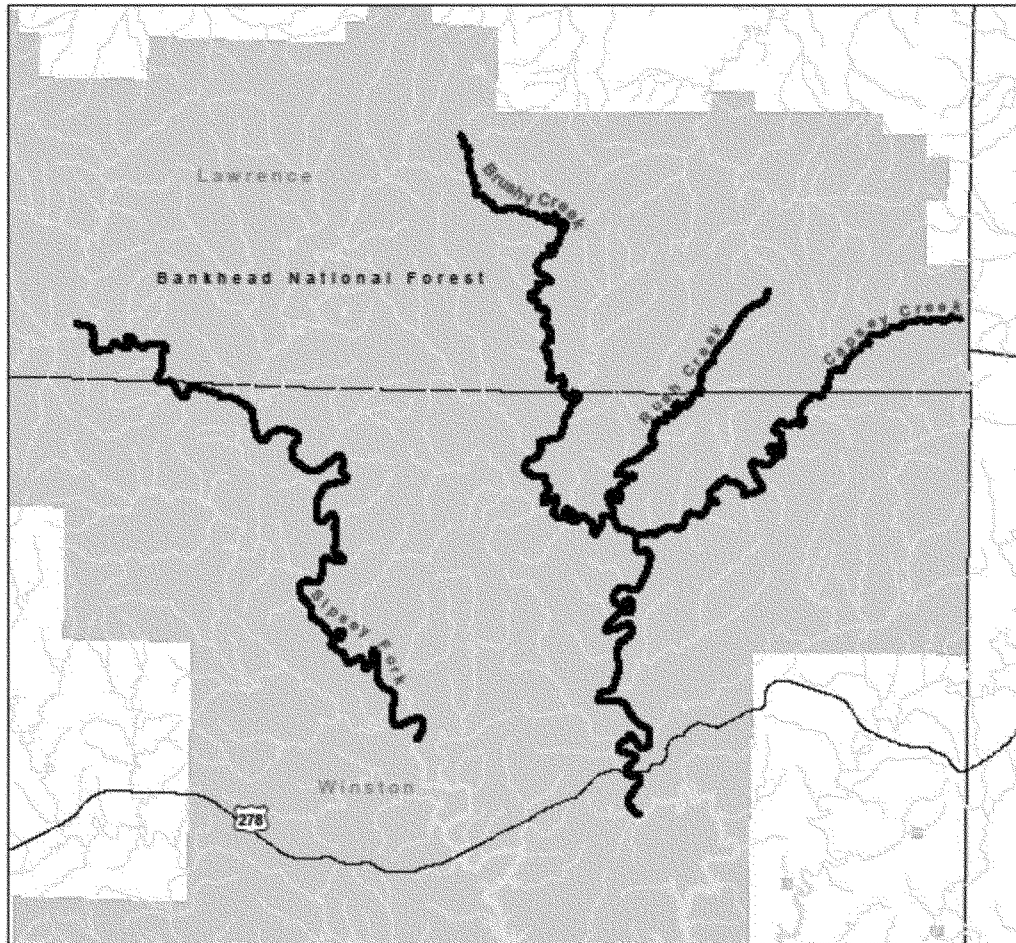 Lawrence
Brushy Creek
Bankhead National Forest
Rush Creek
Capsey Creek
Sipsey Fork
Winston
278